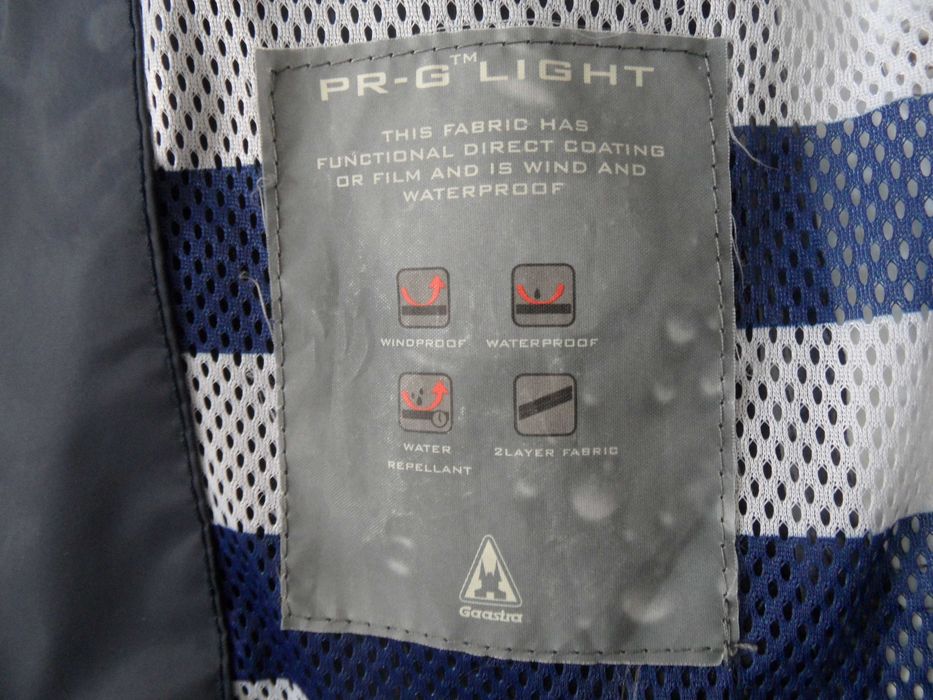 PR-G™ LIGHT
THIS FABRIC HAS
FUNCTIONAL DIRECT COATING
OR FILM AND IS WIND AND
WATERPROOF
WINDPROOF WATERPROOF
WATER
REPELLANT
2LAYER FABRIC
Gaastra